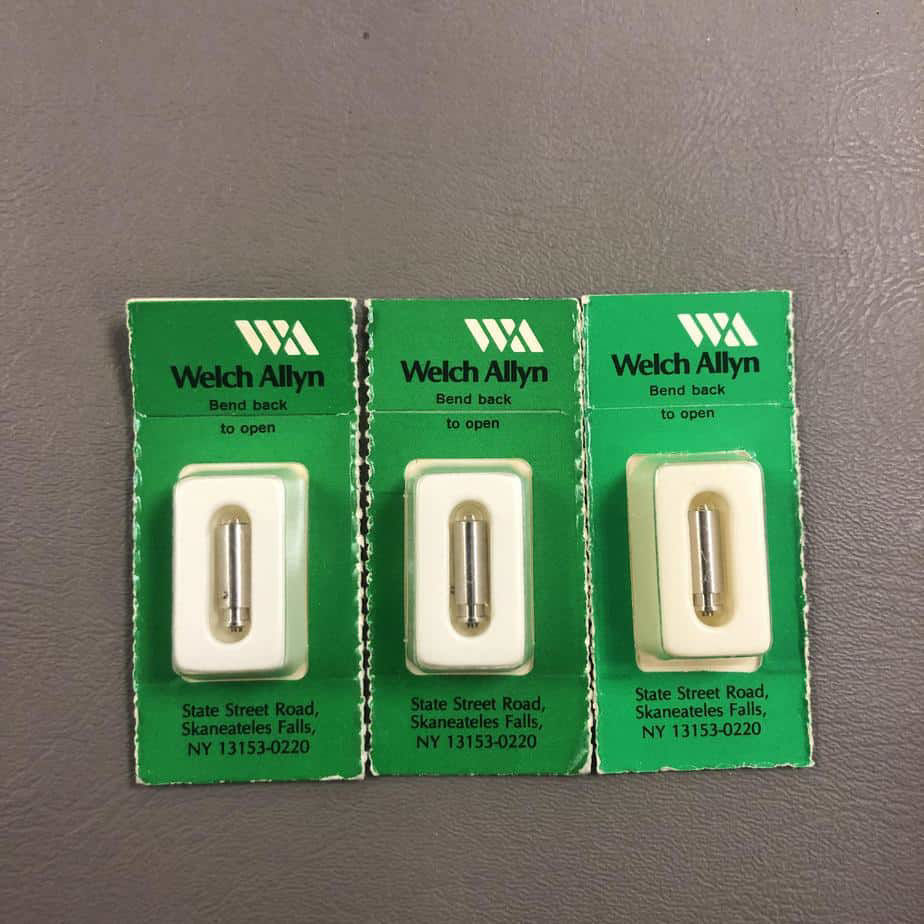 WA
Welch Allyn
Bend back
to open
State Street Road,
Skaneateles Falls,
NY 13153-0220
WA
Welch Allyn
Bend back
to open
State Street Road,
Skaneateles Falls,
NY 13153-0220
WA
Welch Allyn
Bend back
to open
State Street Road,
Skaneateles Falls,
NY 13153-0220